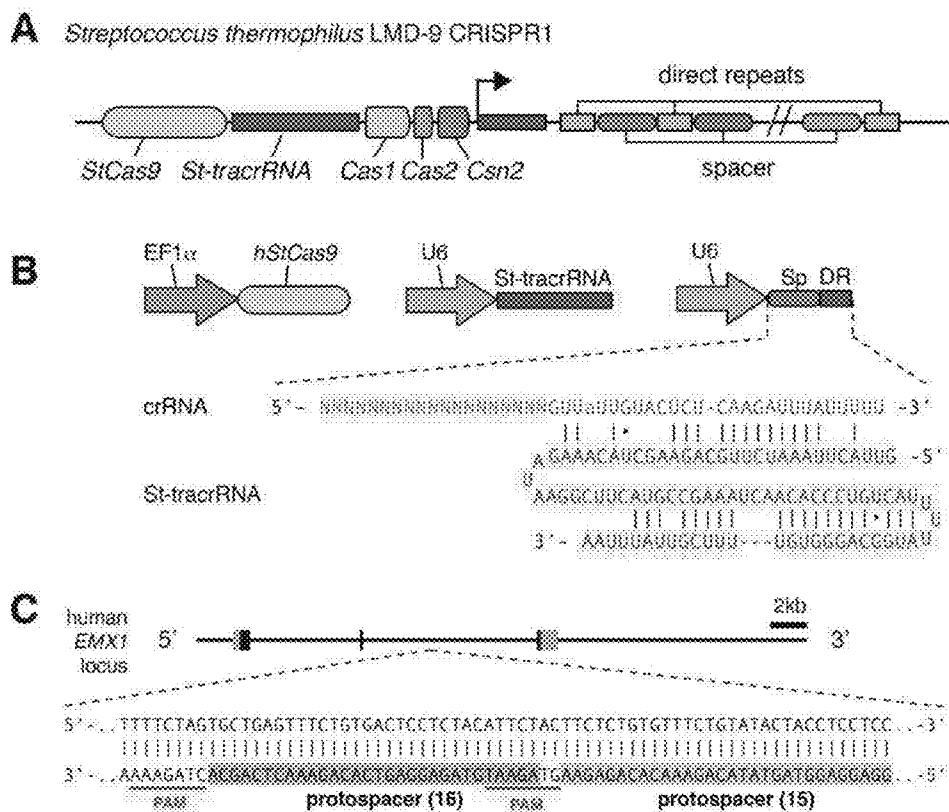 A Streptococcus thermophilus LMD-9 CRISPR1
direct repeats
StCas9 St-tracrRNA Cas1 Cas2 Csn2
spacer
B
EF1α hStCas9 U6 St-tracrRNA U6 Sp DR
crRNA 5'- NNNNNNNNNNNNNNNNNNNNGUUaUUGUACUCU-CAAGAUUUAUUUUU -3'
A GAAACAUCGAAGACGUUCUAAAUUCAUUG -5'
U
St-tracrRNA AAGGCUUCAUGCCGAAAUCAACACCCUGUCAU U
U
3'- AAUUUAUUGCUUU---UGUGGGACGGUA U
C
2kb
human
EMX1 5' 3'
locus
5'-..TTTTCTAGTGCTGAGTTTCTGTGACTCCTCTACATTCTACTTCTCTGTGTTTCTGTATACTACCTCCTCC..-3'
3'-..AAAAGATCACGACTCAAAGACACTGAGGAGATGTAAGATGAAGAGACACAAAGACATATGATGGAGGAGG..-5'
PAM protospacer (16) PAM protospacer (15)